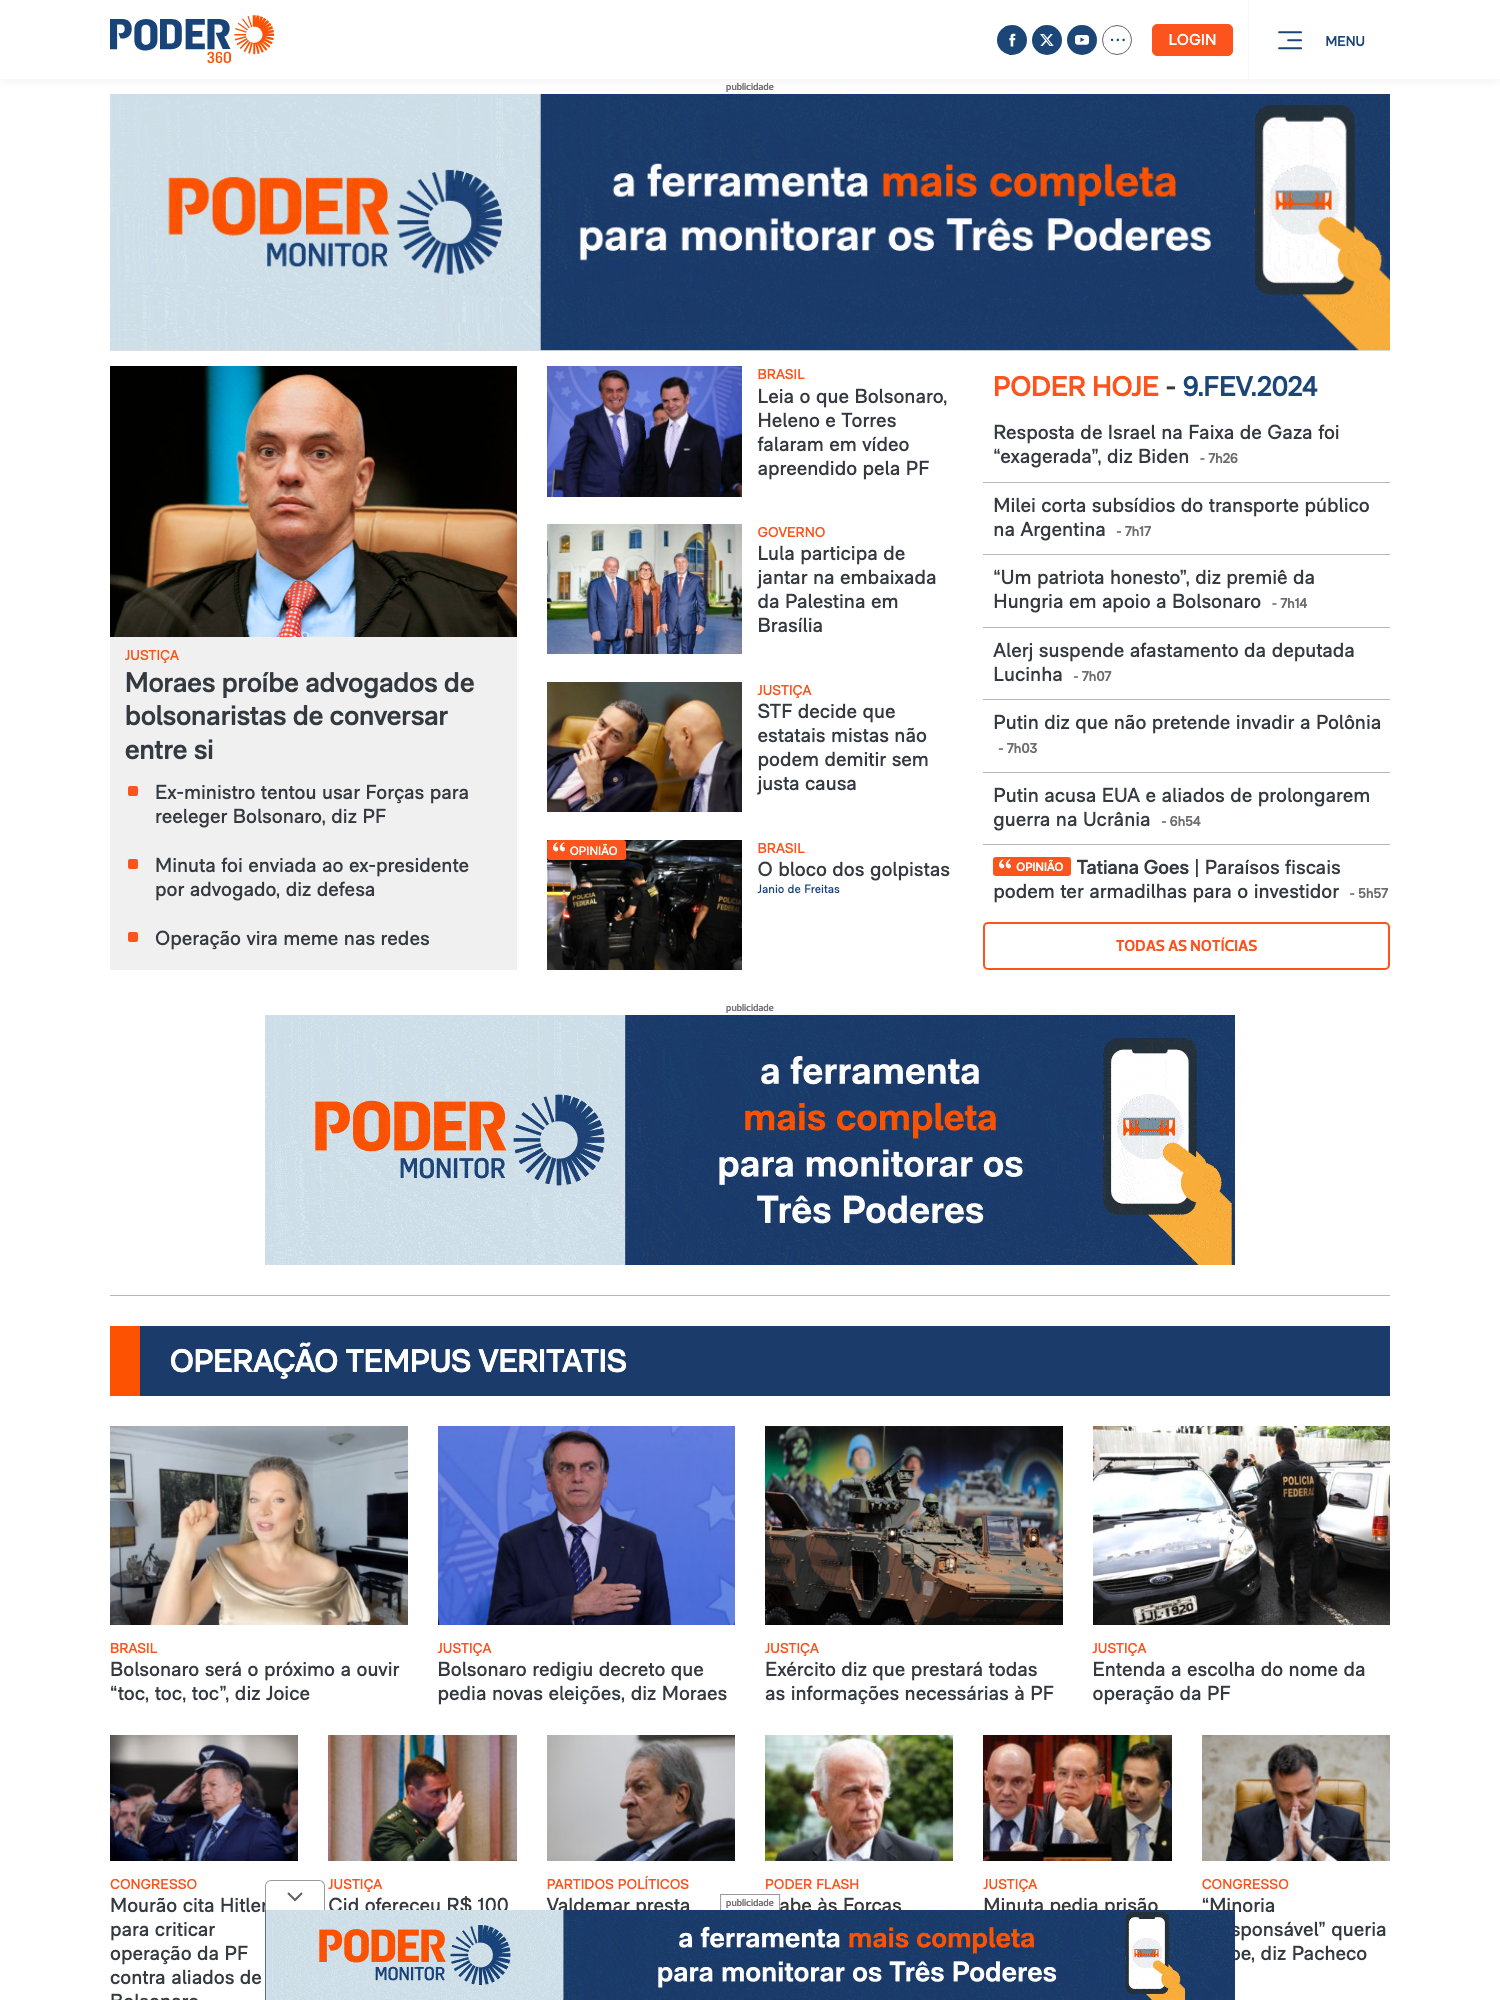 PODER
360
LOGIN
MENU
publicidade
PODER
MONITOR
a ferramenta mais completa
para monitorar os Três Poderes
JUSTIÇA
Moraes proíbe advogados de
bolsonaristas de conversar
entre si
Ex-ministro tentou usar Forças para
reeleger Bolsonaro, diz PF
Minuta foi enviada ao ex-presidente
por advogado, diz defesa
Operação vira meme nas redes
BRASIL
Leia o que Bolsonaro,
Heleno e Torres
falaram em vídeo
apreendido pela PF
GOVERNO
Lula participa de
jantar na embaixada
da Palestina em
Brasília
JUSTIÇA
STF decide que
estatais mistas não
podem demitir sem
justa causa
OPINIÃO
POLICIA
FEDERAL
BRASIL
O bloco dos golpistas
Janio de Freitas
PODER HOJE - 9.FEV.2024
Resposta de Israel na Faixa de Gaza foi
“exagerada”, diz Biden - 7h26
Milei corta subsídios do transporte público
na Argentina - 7h17
“Um patriota honesto”, diz premiê da
Hungria em apoio a Bolsonaro - 7h14
Alerj suspende afastamento da deputada
Lucinha - 7h07
Putin diz que não pretende invadir a Polônia
- 7h03
Putin acusa EUA e aliados de prolongarem
guerra na Ucrânia - 6h54
OPINIÃO Tatiana Goes | Paraísos fiscais
podem ter armadilhas para o investidor - 5h57
TODAS AS NOTÍCIAS
publicidade
PODER
MONITOR
a ferramenta
mais completa
para monitorar os
Três Poderes
OPERAÇÃO TEMPUS VERITATIS
POLICIA
FEDERAL
JJL-1920
BRASIL
Bolsonaro será o próximo a ouvir
“toc, toc, toc”, diz Joice
JUSTIÇA
Bolsonaro redigiu decreto que
pedia novas eleições, diz Moraes
JUSTIÇA
Exército diz que prestará todas
as informações necessárias à PF
JUSTIÇA
Entenda a escolha do nome da
operação da PF
CONGRESSO
Mourão cita Hitler
para criticar
operação da PF
contra aliados de
Bolsonaro
JUSTIÇA
Cid ofereceu R$ 100
PARTIDOS POLÍTICOS
Valdemar presta
PODER FLASH
abe às Forças
JUSTIÇA
Minuta pedia prisão
CONGRESSO
“Minoria
sponsável” queria
pe, diz Pacheco
publicidade
PODER
MONITOR
a ferramenta mais completa
para monitorar os Três Poderes